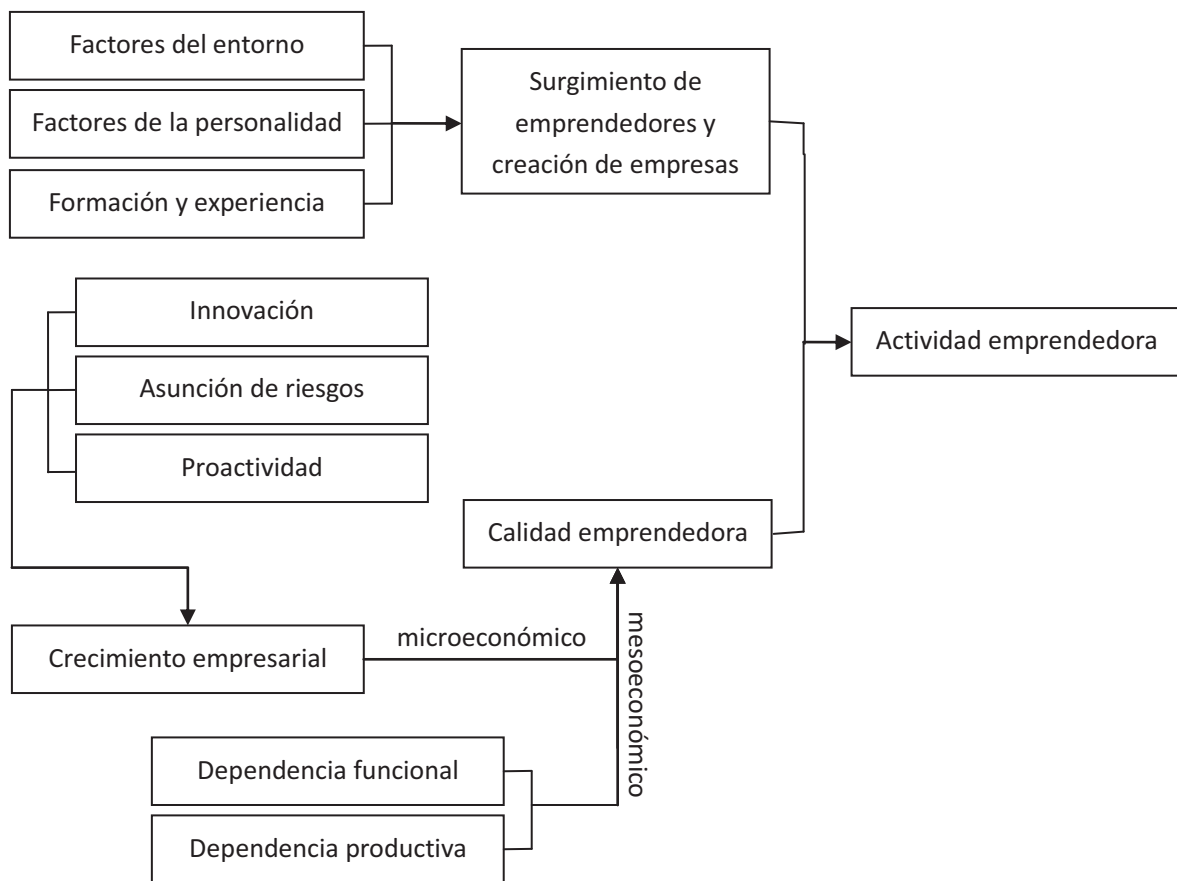 Factores del entorno
Factores de la personalidad
Formación y experiencia
Surgimiento de
emprendedores y
creación de empresas
Innovación
Asunción de riesgos
Proactividad
Actividad emprendedora
Calidad emprendedora
Crecimiento empresarial
microeconómico
mesoeconómico
Dependencia funcional
Dependencia productiva